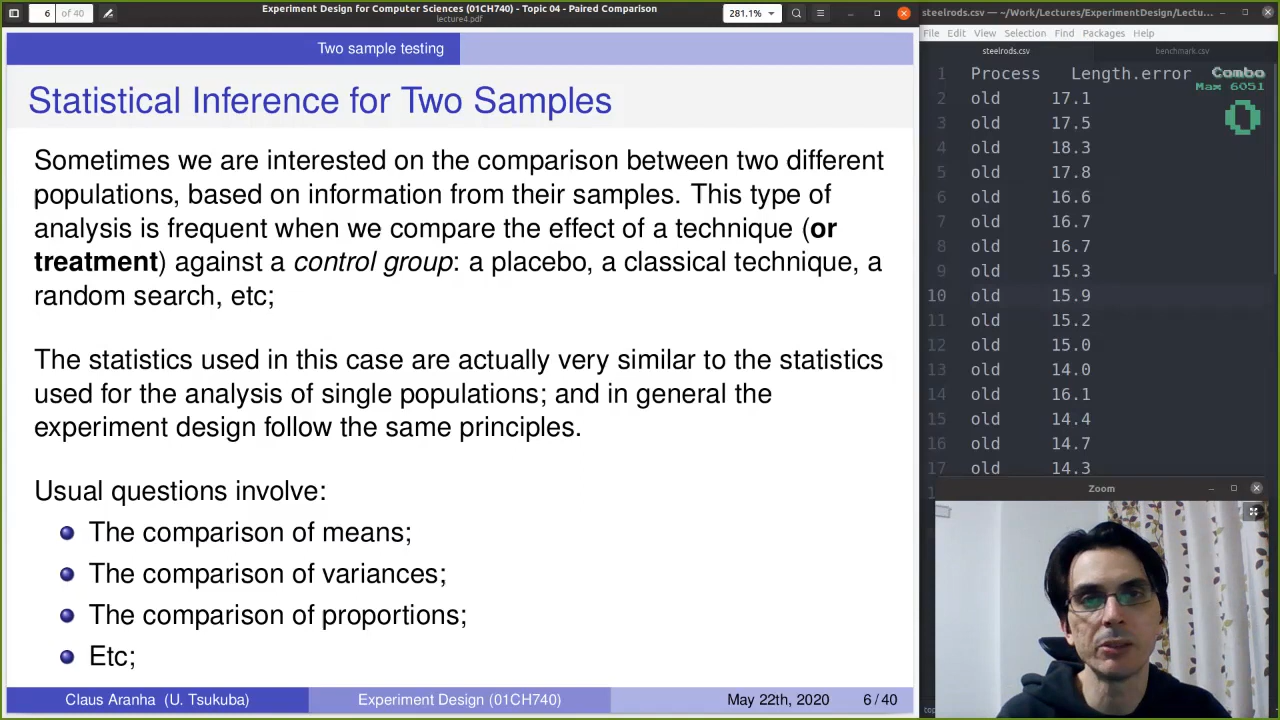 6 of 40
Experiment Design for Computer Sciences (01CH740) - Topic 04 - Paired Comparison
lecture4.pdf
281.1%
Two sample testing
Statistical Inference for Two Samples
Sometimes we are interested on the comparison between two different
populations, based on information from their samples. This type of
analysis is frequent when we compare the effect of a technique (or
treatment) against a control group: a placebo, a classical technique, a
random search, etc;
The statistics used in this case are actually very similar to the statistics
used for the analysis of single populations; and in general the
experiment design follow the same principles.
Usual questions involve:
The comparison of means;
The comparison of variances;
The comparison of proportions;
Etc;
Claus Aranha (U. Tsukuba) Experiment Design (01CH740) May 22th, 2020 6 / 40
steelrods.csv — ~/Work/Lectures/ExperimentDesign/Lectu...
File Edit View Selection Find Packages Help
steelrods.csv benchmark.csv
1 Process Length.error
Combo
Max 6051
0
2 old 17.1
3 old 17.5
4 old 18.3
5 old 17.8
6 old 16.6
7 old 16.7
8 old 16.7
9 old 15.3
10 old 15.9
11 old 15.2
12 old 15.0
13 old 14.0
14 old 16.1
15 old 14.4
16 old 14.7
17 old 14.3
Zoom